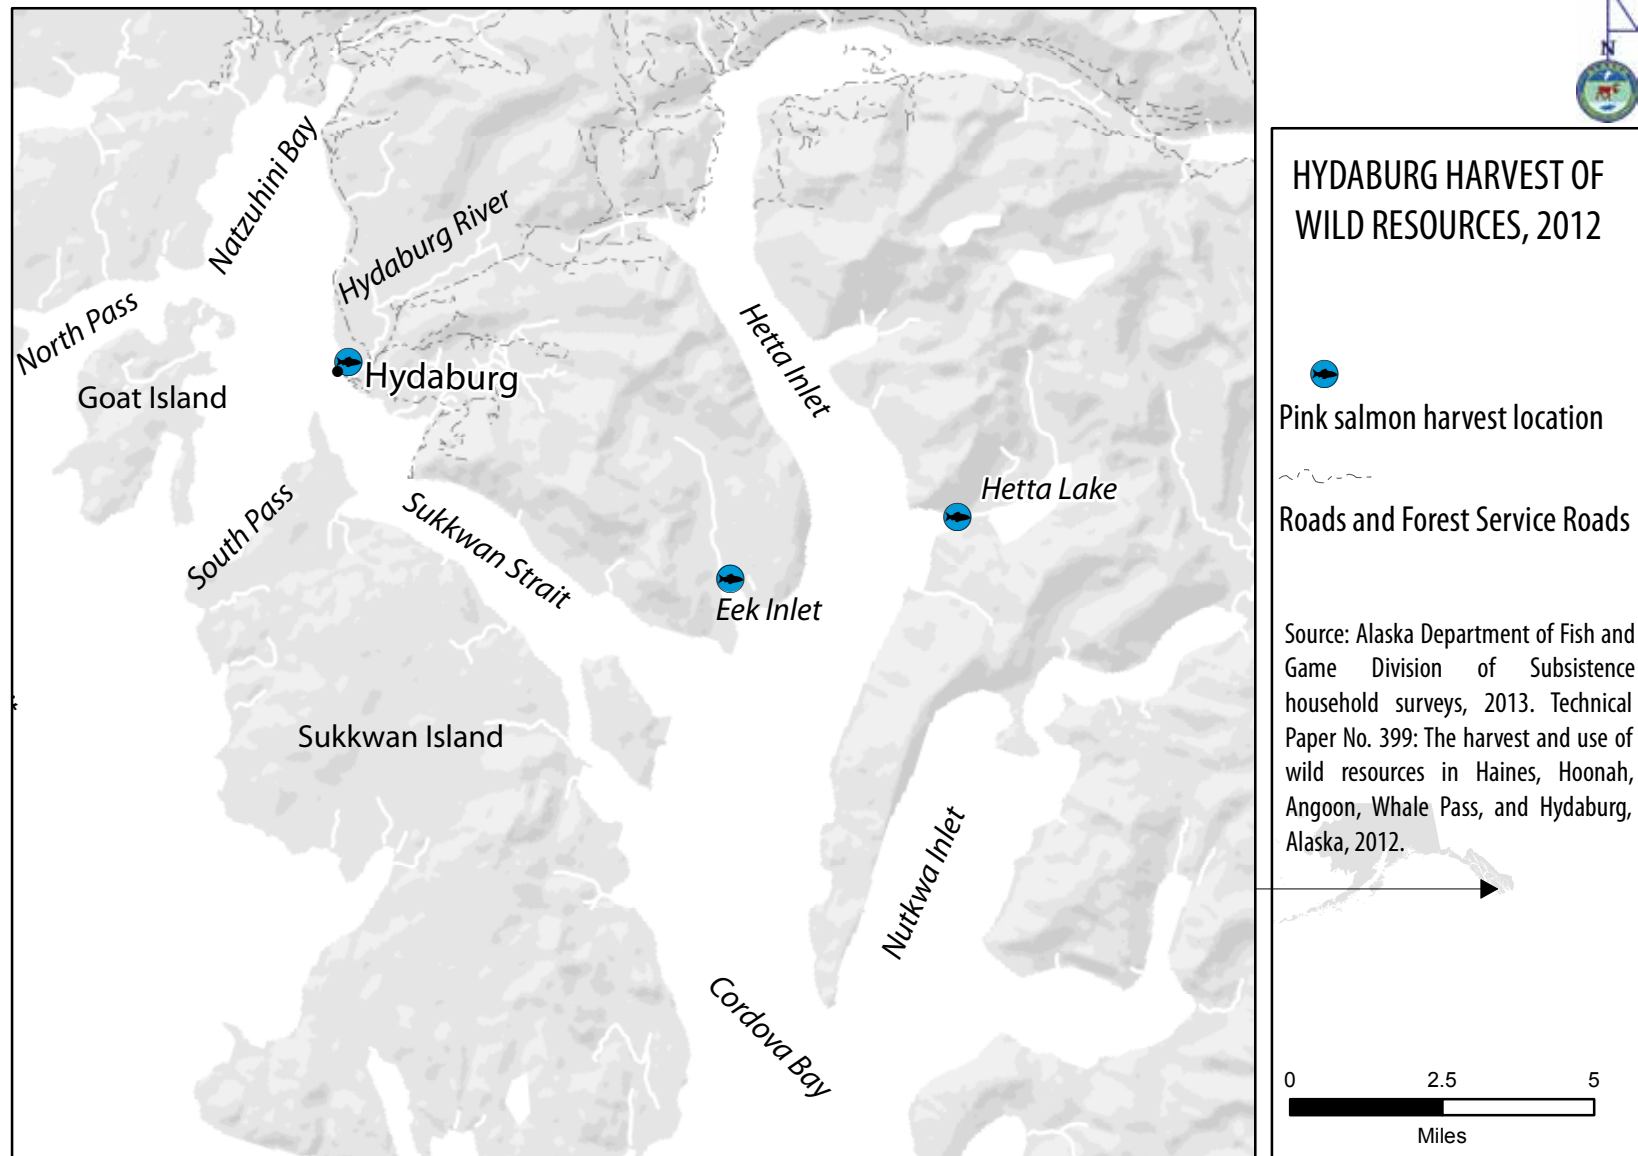 N
Natzuhini Bay
Hydaburg River
North Pass
Hydaburg
Goat Island
Hetta Inlet
Hetta Lake
South Pass
Sukkwan Strait
Eek Inlet
Sukkwan Island
Nutkwa Inlet
Cordova Bay
HYDABURG HARVEST OF
WILD RESOURCES, 2012
Pink salmon harvest location
Roads and Forest Service Roads
Source: Alaska Department of Fish and
Game Division of Subsistence
household surveys, 2013. Technical
Paper No. 399: The harvest and use of
wild resources in Haines, Hoonah,
Angoon, Whale Pass, and Hydaburg,
Alaska, 2012.
0 2.5 5
Miles